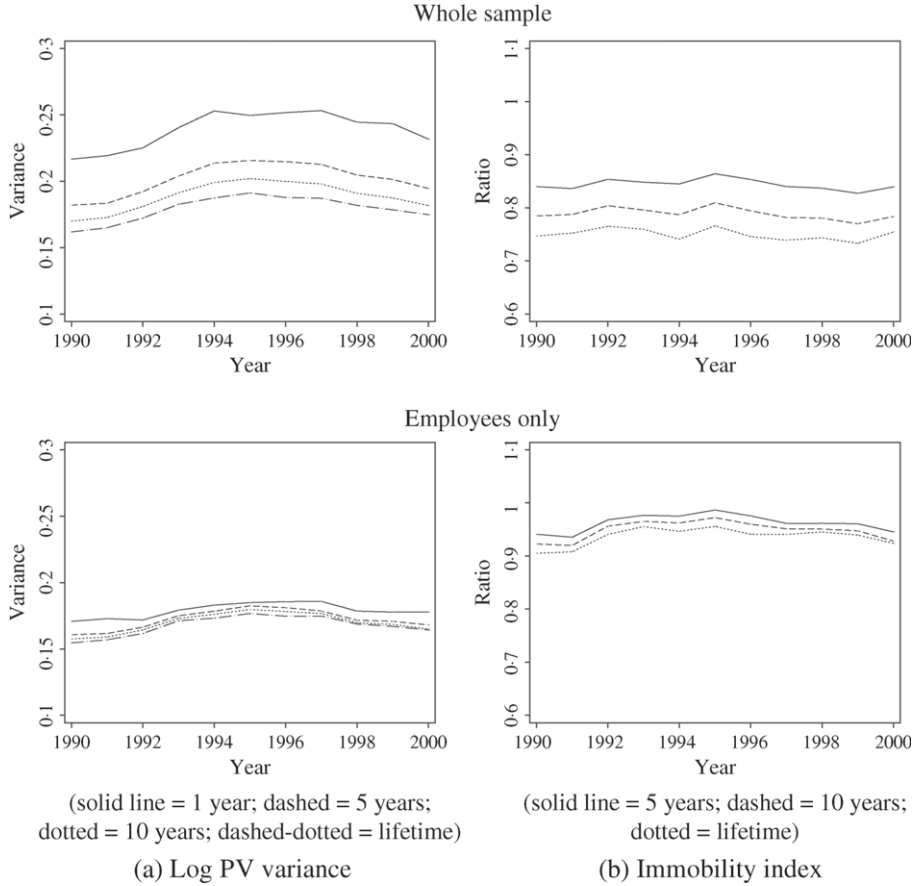 Whole sample
Variance
0·3
0·25
0·2
0·15
0·1
1990 1992 1994 1996 1998 2000
Year
Ratio
1·1
1
0·9
0·8
0·7
0·6
1990 1992 1994 1996 1998 2000
Year
Employees only
Variance
0·3
0·25
0·2
0·15
0·1
1990 1992 1994 1996 1998 2000
Year
(solid line = 1 year; dashed = 5 years;
dotted = 10 years; dashed-dotted = lifetime)
(a) Log PV variance
Ratio
1·1
1
0·9
0·8
0·7
0·6
1990 1992 1994 1996 1998 2000
Year
(solid line = 5 years; dashed = 10 years;
dotted = lifetime)
(b) Immobility index